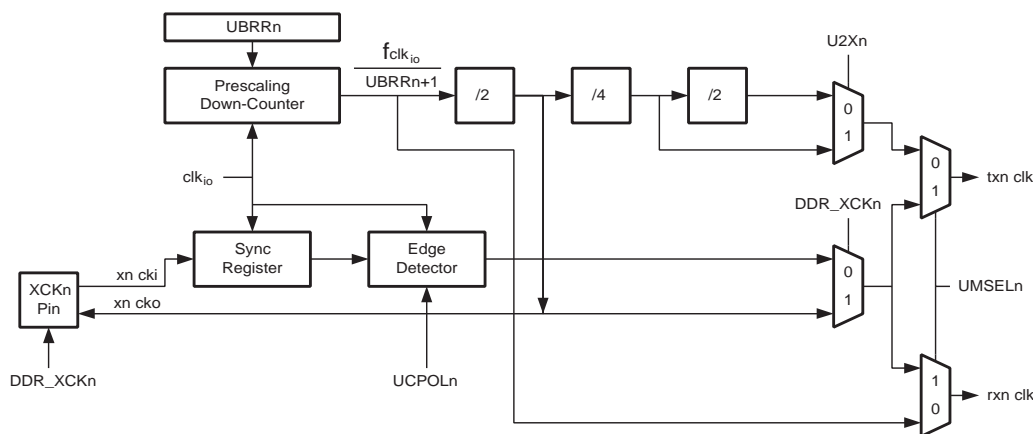 UBRRn
fclkio
UBRRn+1
U2Xn
Prescaling
Down-Counter
/2
/4
/2
0
1
clkio
0
1
txn clk
DDR_XCKn
Sync
Register
Edge
Detector
0
1
xn cki
XCKn
Pin
xn cko
UMSELn
DDR_XCKn
UCPOLn
1
0
rxn clk